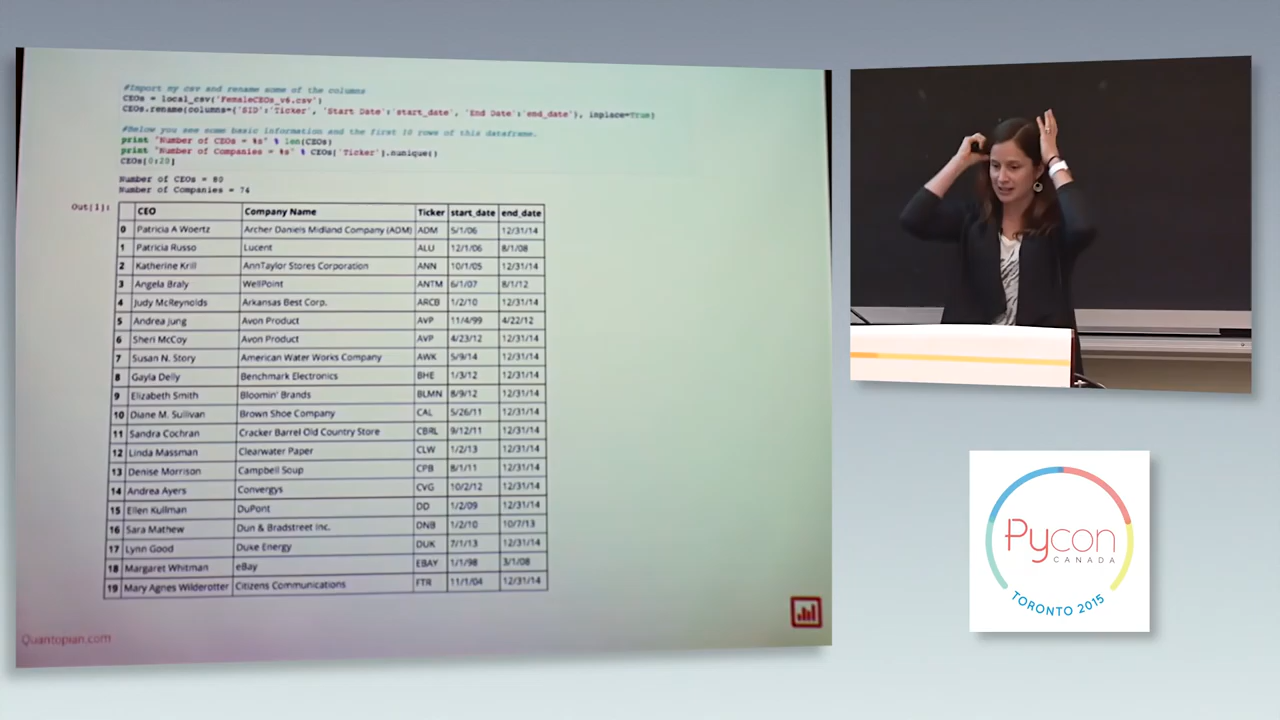 #Import my csv and rename some of the columns
CEOs = local_csv('FemaleCEOs_v6.csv')
CEOs.rename(columns={'SID':'Ticker', 'Start Date':'start_date', 'End Date':'end_date'}, inplace=True)
#Below you see some basic information and the first 10 rows of this dataframe.
print "Number of CEOs = %s" % len(CEOs)
print "Number of Companies = %s" % CEOs['Ticker'].nunique()
CEOs[0:20]
Number of CEOs = 80
Number of Companies = 74
Out[1]:
CEO Company Name Ticker start_date end_date
0 Patricia A Woertz Archer Daniels Midland Company (ADM) ADM 5/1/06 12/31/14
1 Patricia Russo Lucent ALU 12/1/06 8/1/08
2 Katherine Krill AnnTaylor Stores Corporation ANN 10/1/05 12/31/14
3 Angela Braly WellPoint ANTM 6/1/07 8/1/12
4 Judy McReynolds Arkansas Best Corp. ARCB 1/2/10 12/31/14
5 Andrea Jung Avon Product AVP 11/4/99 4/22/12
6 Sheri McCoy Avon Product AVP 4/23/12 12/31/14
7 Susan N. Story American Water Works Company AWK 5/9/14 12/31/14
8 Gayla Delly Benchmark Electronics BHE 1/3/12 12/31/14
9 Elizabeth Smith Bloomin' Brands BLMN 8/9/12 12/31/14
10 Diane M. Sullivan Brown Shoe Company CAL 5/26/11 12/31/14
11 Sandra Cochran Cracker Barrel Old Country Store CBRL 9/12/11 12/31/14
12 Linda Massman Clearwater Paper CLW 1/2/13 12/31/14
13 Denise Morrison Campbell Soup CPB 8/1/11 12/31/14
14 Andrea Ayers Convergys CVG 10/2/12 12/31/14
15 Ellen Kullman DuPont DD 1/2/09 12/31/14
16 Sara Mathew Dun & Bradstreet Inc. DNB 1/2/10 10/7/13
17 Lynn Good Duke Energy DUK 7/1/13 12/31/14
18 Margaret Whitman eBay EBAY 1/1/98 3/1/08
19 Mary Agnes Wilderotter Citizens Communications FTR 11/1/04 12/31/14
Quantopian.com
Pycon
CANADA
TORONTO 2015